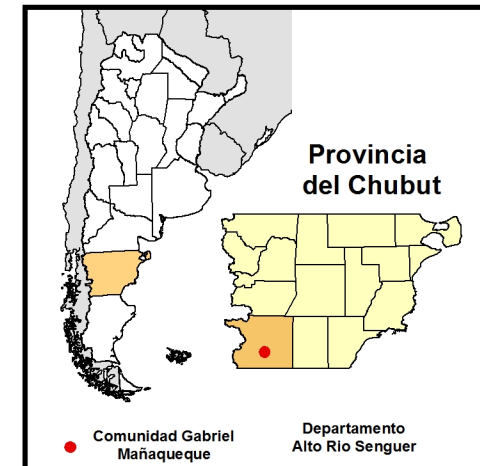 Provincia
del Chubut
Comunidad Gabriel
Mañaqueque
Departamento
Alto Rio Senguer